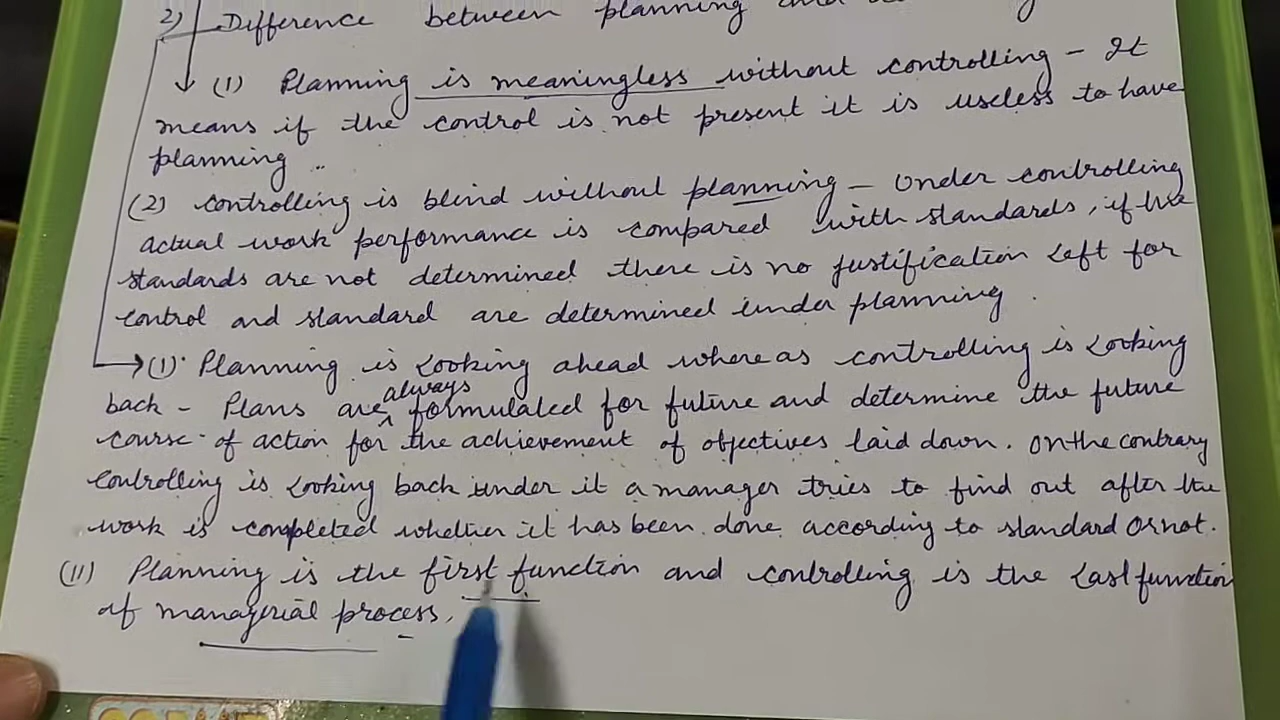 2) Difference between planning and
(1) Planning is meaningless without controlling - It
means if the control is not present it is useless to have
planning ..
(2) Controlling is blind without planning - Under controlling
actual work performance is compared with standards, if the
standards are not determined there is no justification left for
control and standard are determined under planning.
(1) Planning is looking ahead where as controlling is looking
back - Plans are always formulated for future and determine the future
course of action for the achievement of objectives laid down. On the contrary
controlling is looking back under it a manager tries to find out after the
work is completed whether it has been done according to standard or not.
(11) Planning is the first function and controlling is the last function
of managerial process.